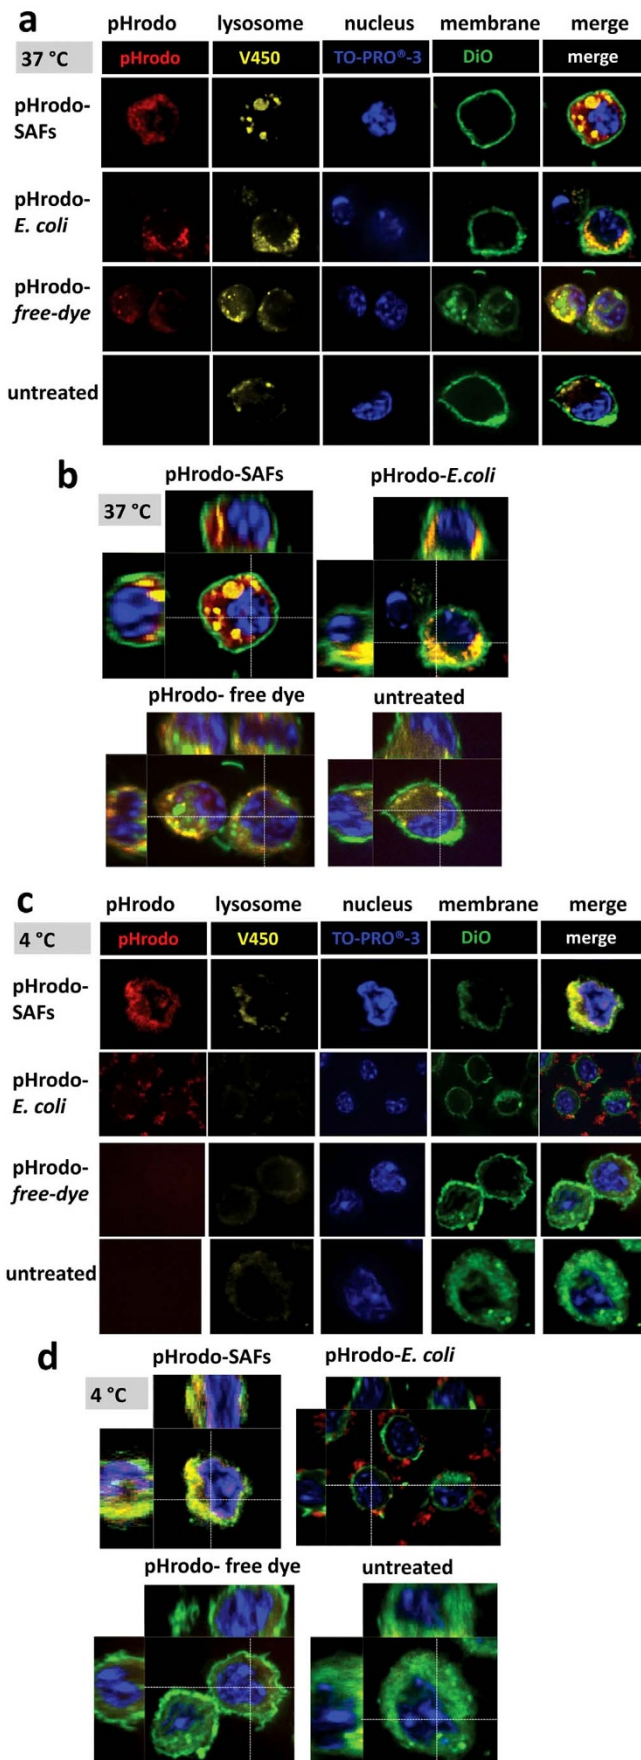 a
pHrodo lysosome nucleus membrane merge
37 °C pHrodo V450 TO-PRO®-3 DiO merge
pHrodo-
SAFs
pHrodo-
E. coli
pHrodo-
free-dye
untreated
b
pHrodo-SAFs pHrodo-E.coli
37 °C
pHrodo- free dye untreated
c
pHrodo lysosome nucleus membrane merge
4 °C pHrodo V450 TO-PRO®-3 DiO merge
pHrodo-
SAFs
pHrodo-
E. coli
pHrodo-
free-dye
untreated
d
pHrodo-SAFs pHrodo-E. coli
4 °C
pHrodo- free dye untreated